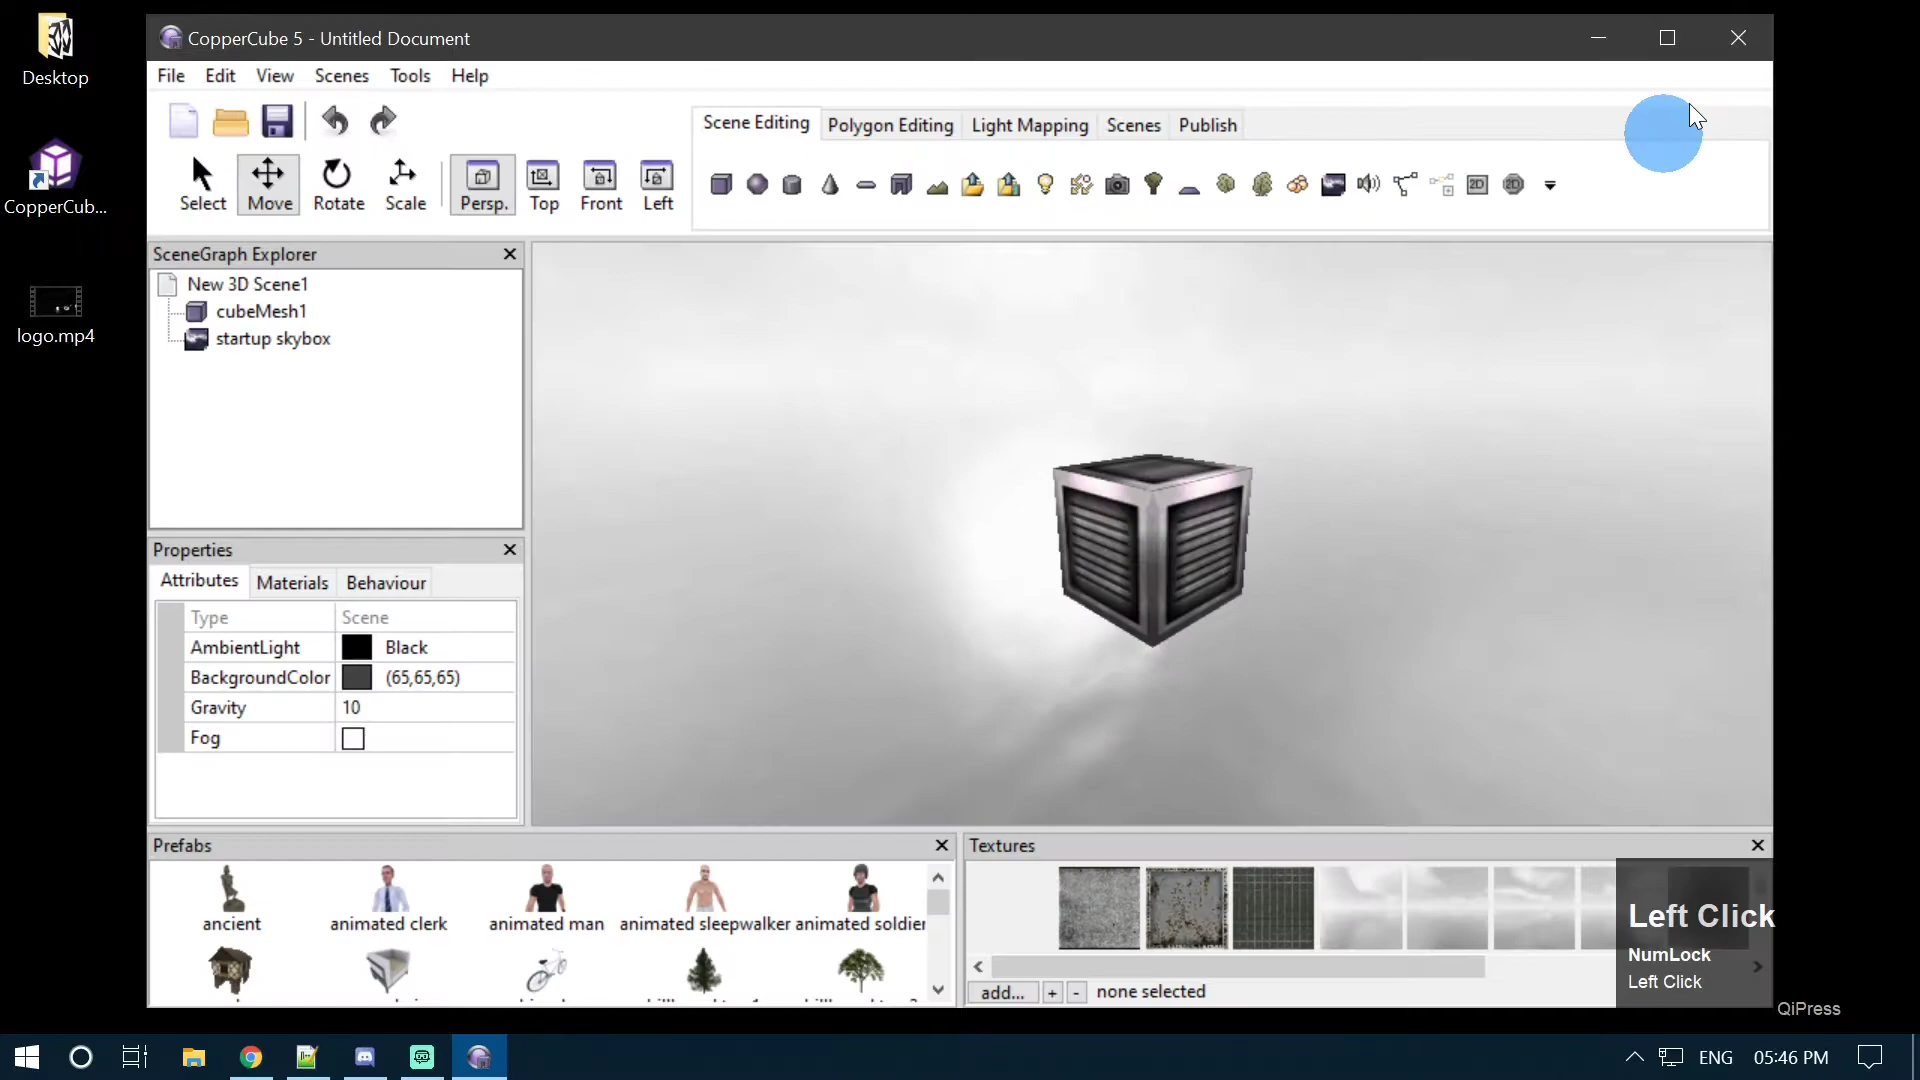 Desktop
CopperCub...
logo.mp4
CopperCube 5 - Untitled Document
File Edit View Scenes Tools Help
Select Move Rotate Scale Persp. Top Front Left
Scene Editing Polygon Editing Light Mapping Scenes Publish
2D 2D
SceneGraph Explorer
New 3D Scene1
cubeMesh1
startup skybox
Properties
Attributes Materials Behaviour
Type Scene
AmbientLight Black
BackgroundColor (65,65,65)
Gravity 10
Fog
Prefabs
ancient animated clerk animated man animated sleepwalker animated soldier
Textures
add... + - none selected
Left Click
NumLock
Left Click
QiPress
ENG 05:46 PM